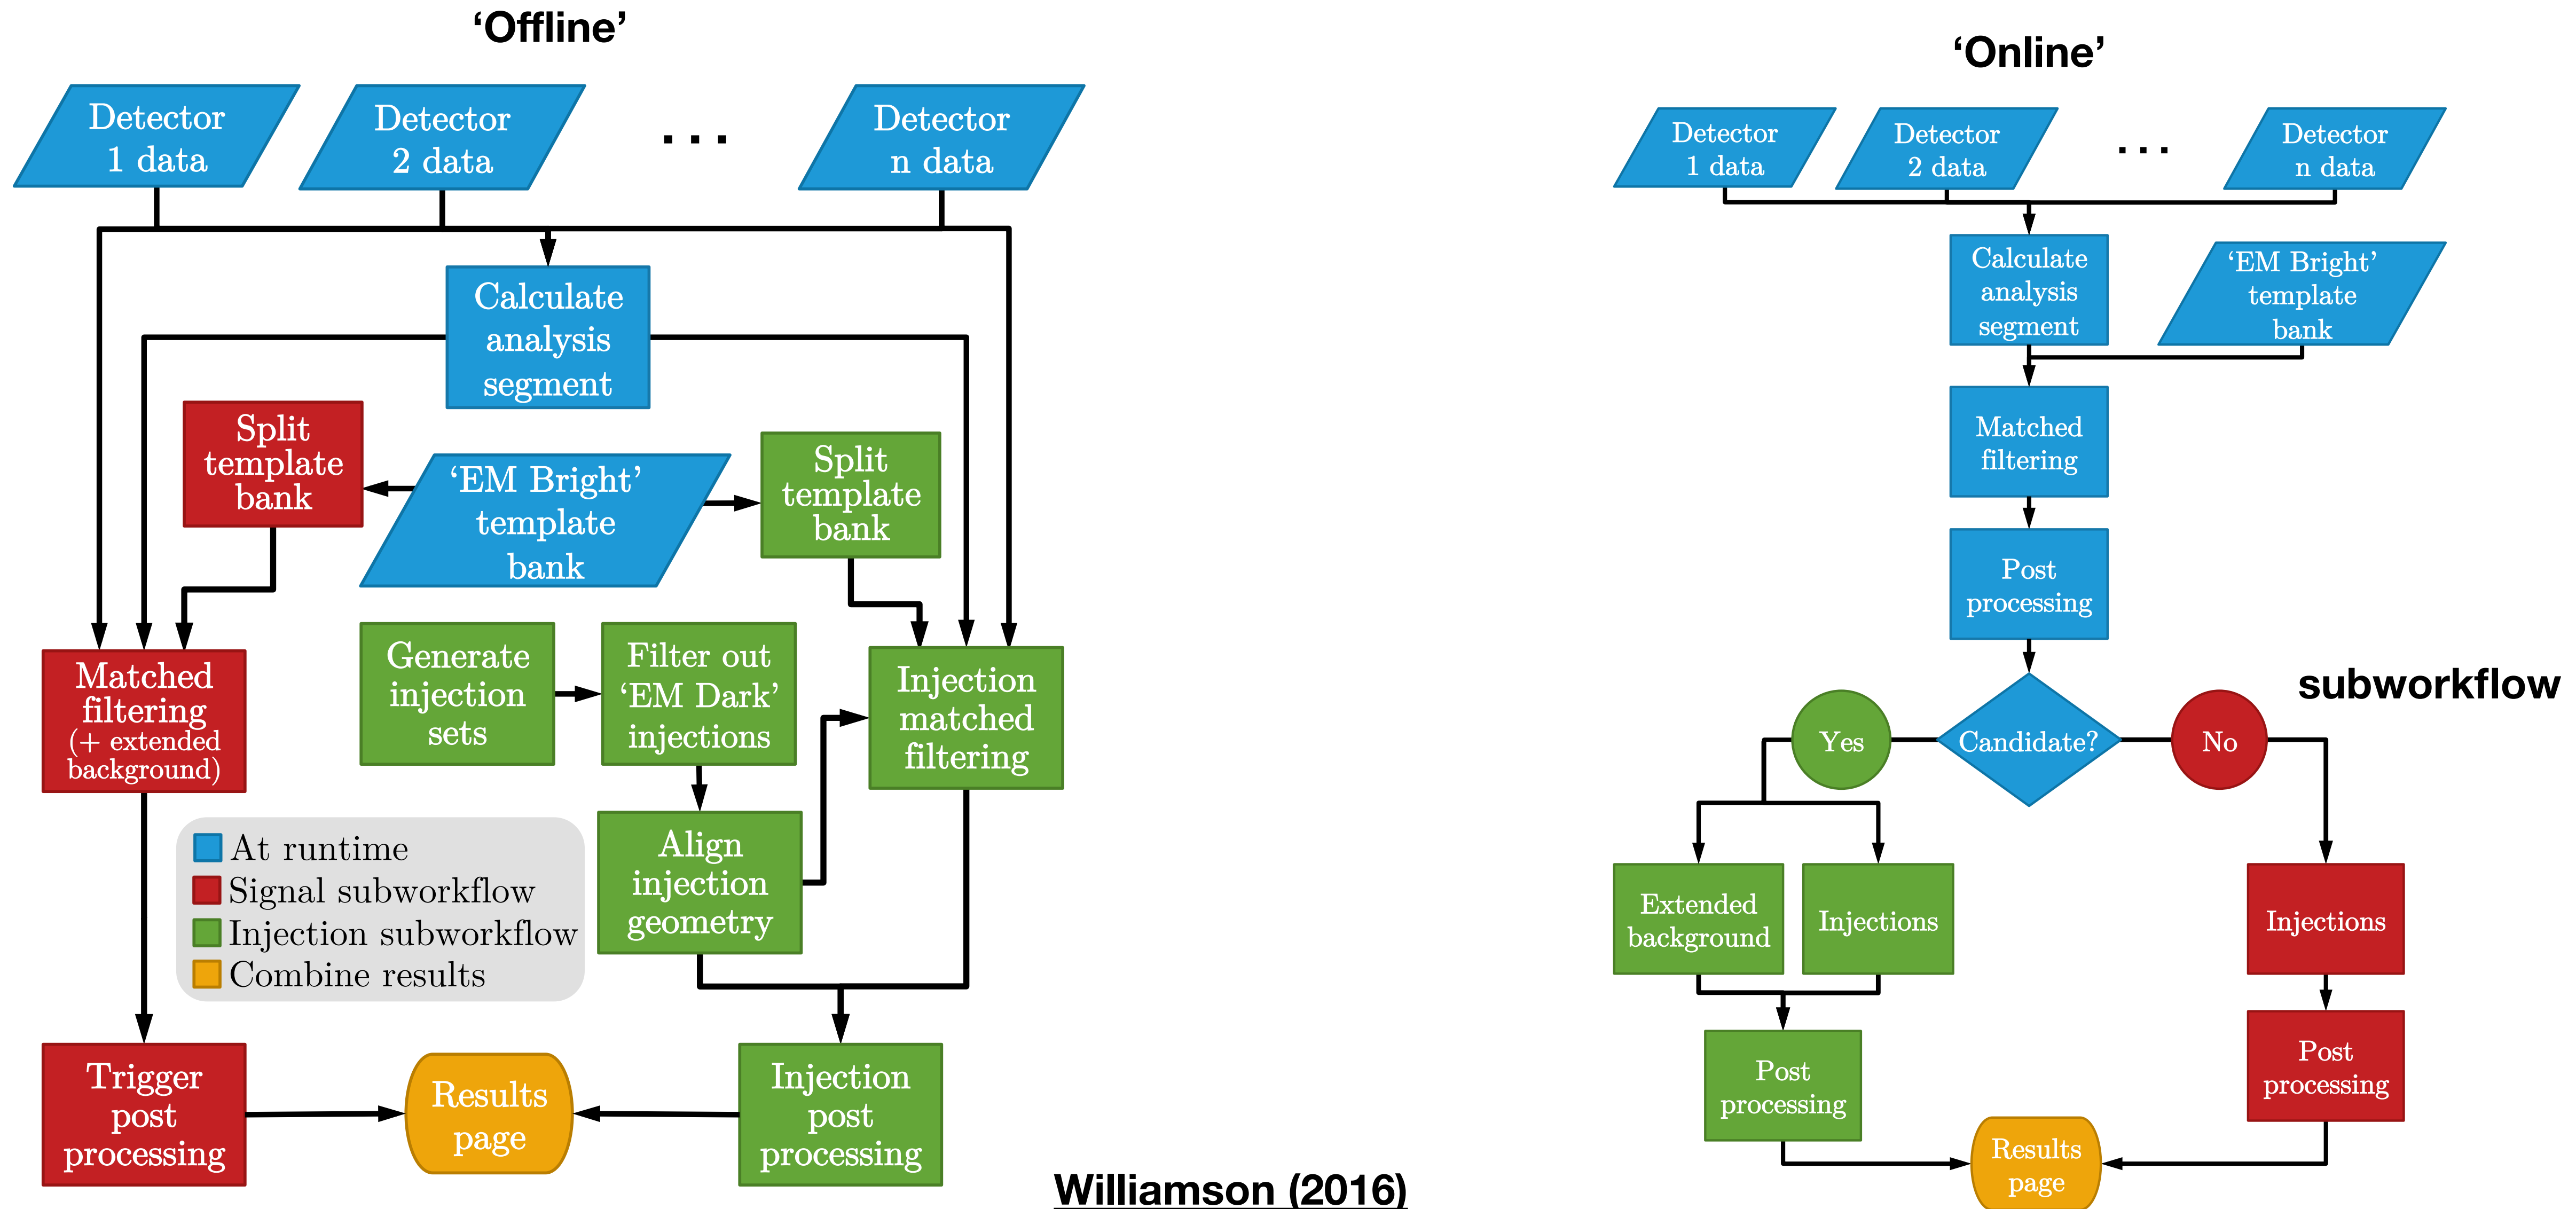 ‘Offline’
Detector
1 data
Detector
2 data
...
Detector
n data
Calculate
analysis
segment
Split
template
bank
‘EM Bright’
template
bank
Split
template
bank
Matched
filtering
(+ extended
background)
Generate
injection
sets
Filter out
‘EM Dark’
injections
Injection
matched
filtering
Align
injection
geometry
At runtime
Signal subworkflow
Injection subworkflow
Combine results
Trigger
post
processing
Results
page
Injection
post
processing
Williamson (2016)
‘Online’
Detector
1 data
Detector
2 data
...
Detector
n data
Calculate
analysis
segment
‘EM Bright’
template
bank
Matched
filtering
Post
processing
subworkflow
Yes
Candidate?
No
Extended
background
Injections
Injections
Post
processing
Post
processing
Results
page